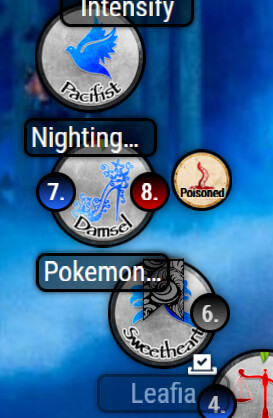 Intensify
Pacifist
Nighting...
7.
8.
Poisoned
Damsel
Pokemon...
6.
Sweetheart
Leafia
4.